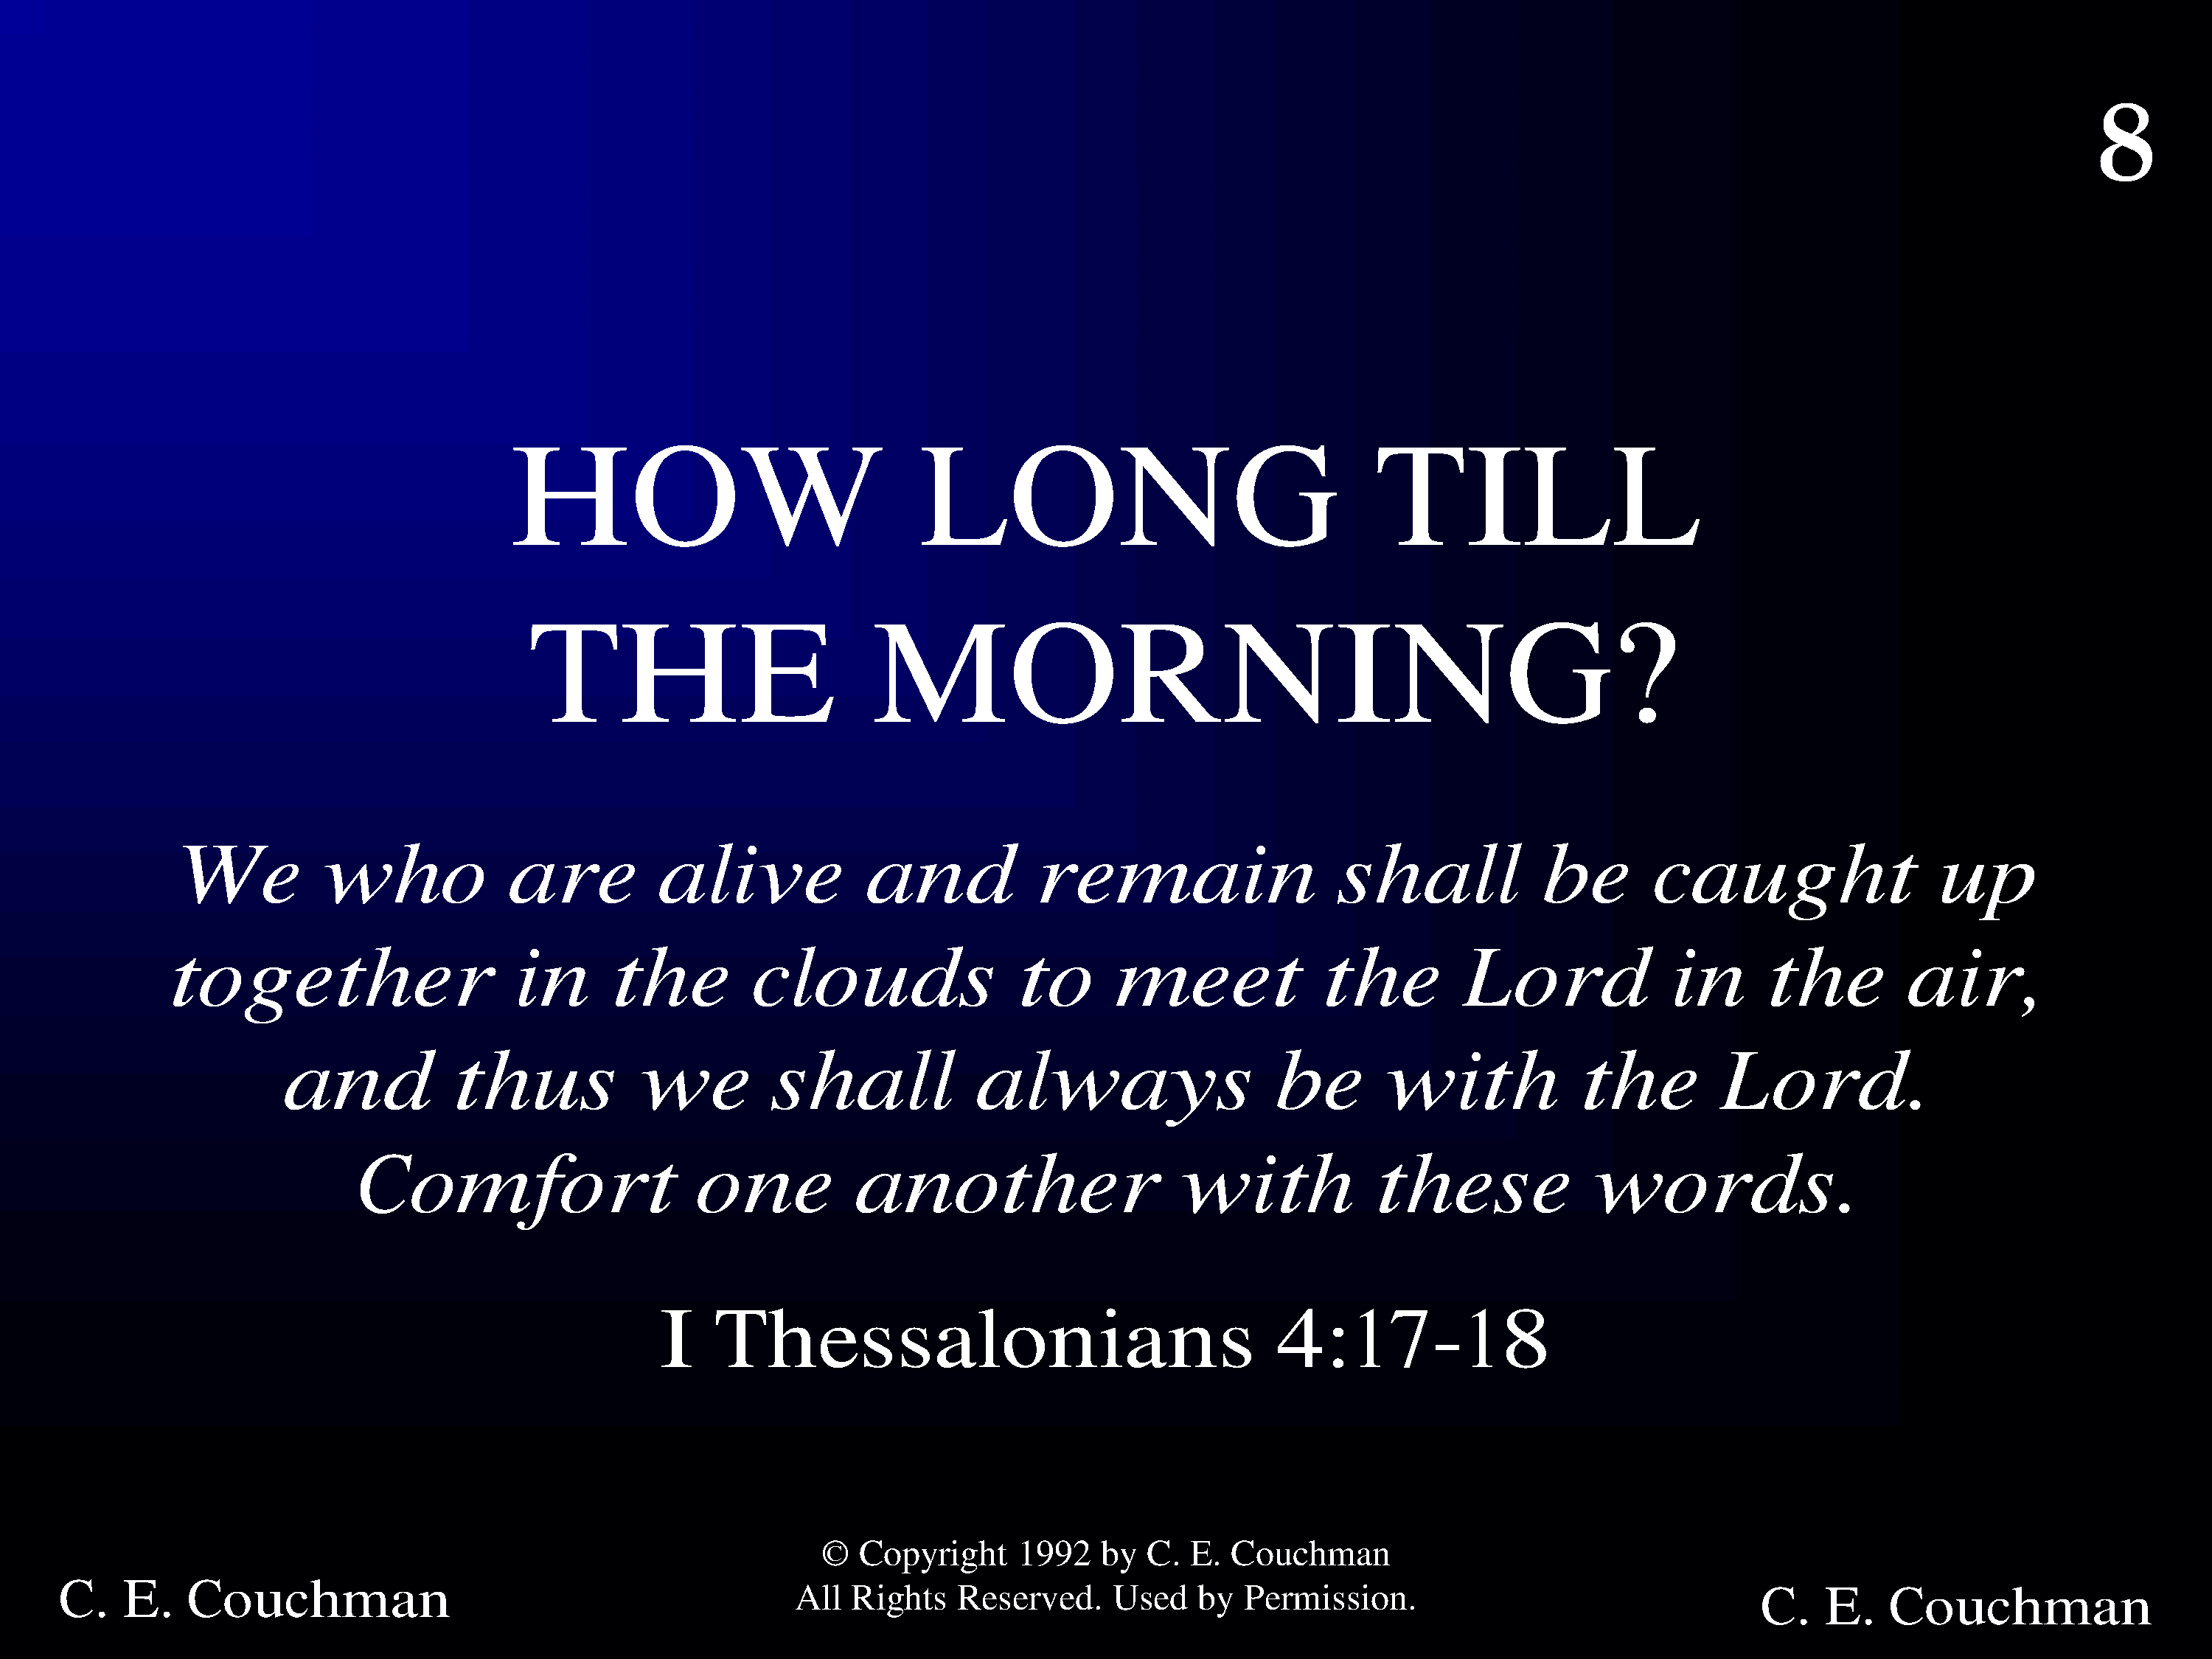 8
HOW LONG TILL
THE MORNING?
We who are alive and remain shall be caught up
together in the clouds to meet the Lord in the air,
and thus we shall always be with the Lord.
Comfort one another with these words.
I Thessalonians 4:17-18
© Copyright 1992 by C. E. Couchman
All Rights Reserved. Used by Permission.
C. E. Couchman
C. E. Couchman